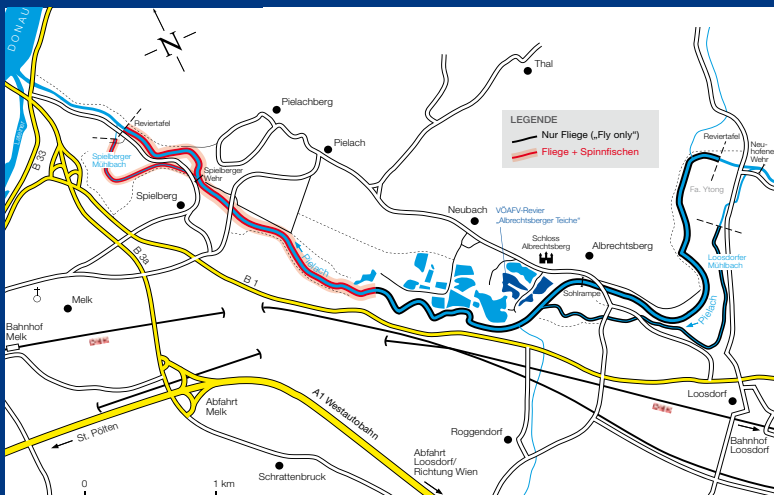 DONAU
N
Thal
Reviertafel
Pielachberg
LEGENDE
Nur Fliege („Fly only“)
Fliege + Spinnfischen
Reviertafel
Neu-
hofener
Wehr
Pielach
Spielberger
Mühlbach
Spielberger
Wehr
Fa. Ytong
B 33
Spielberg
VÖAFV-Revier
„Albrechtsberger Teiche“
Neubach
Schloss
Albrechtsberg
Albrechtsberg
Loosdorfer
Mühlbach
B 3a
Pielach
B 1
Sohlrampe
Pielach
Melk
Bahnhof
Melk
Abfahrt
Melk
A1 Westautobahn
Loosdorf
St. Pölten
Roggendorf
Bahnhof
Loosdorf
Abfahrt
Loosdorf/
Richtung Wien
Schrattenbruck
0 1 km